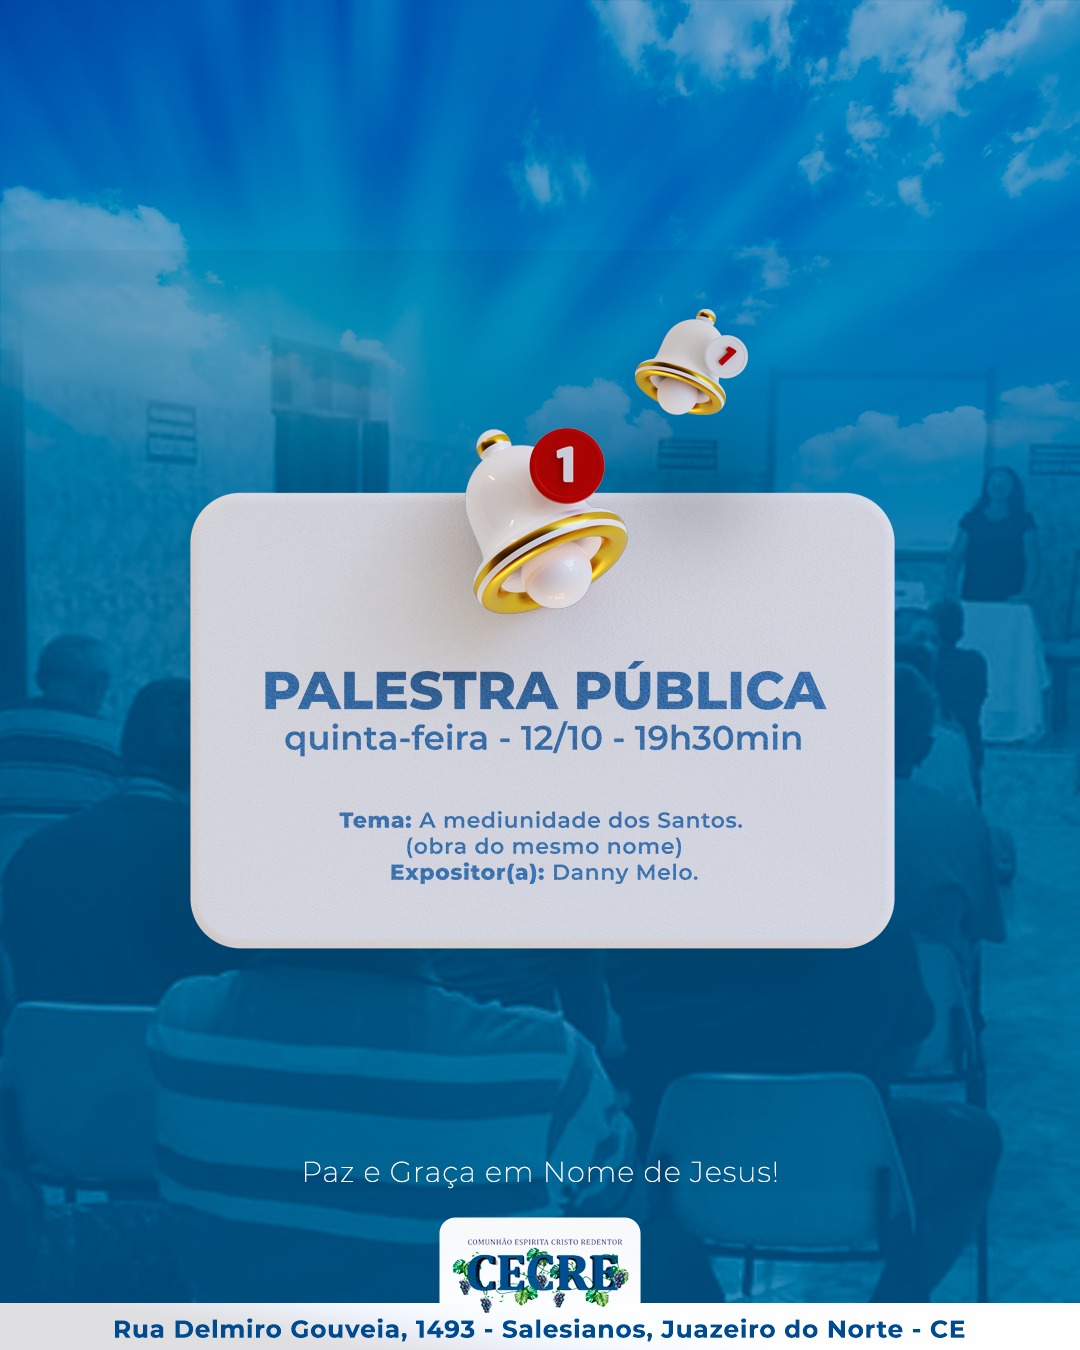 1
1
PALESTRA PÚBLICA
quinta-feira - 12/10 - 19h30min
Tema: A mediunidade dos Santos.
(obra do mesmo nome)
Expositor(a): Danny Melo.
Paz e Graça em Nome de Jesus!
COMUNHÃO ESPIRITA CRISTO REDENTOR
CECRE
Rua Delmiro Gouveia, 1493 - Salesianos, Juazeiro do Norte - CE